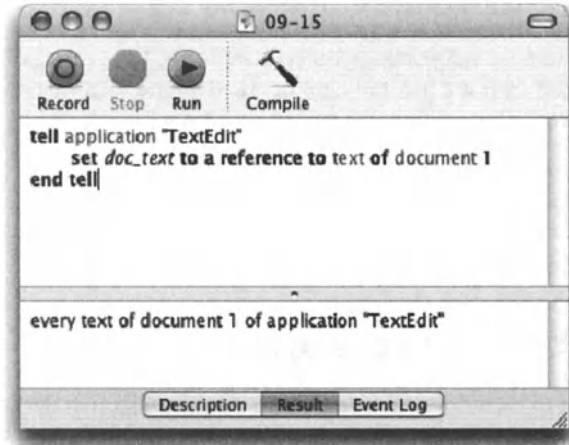 09-15
Record Stop Run Compile
tell application "TextEdit"
set doc_text to a reference to text of document 1
end tell
every text of document 1 of application "TextEdit"
Description Result Event Log